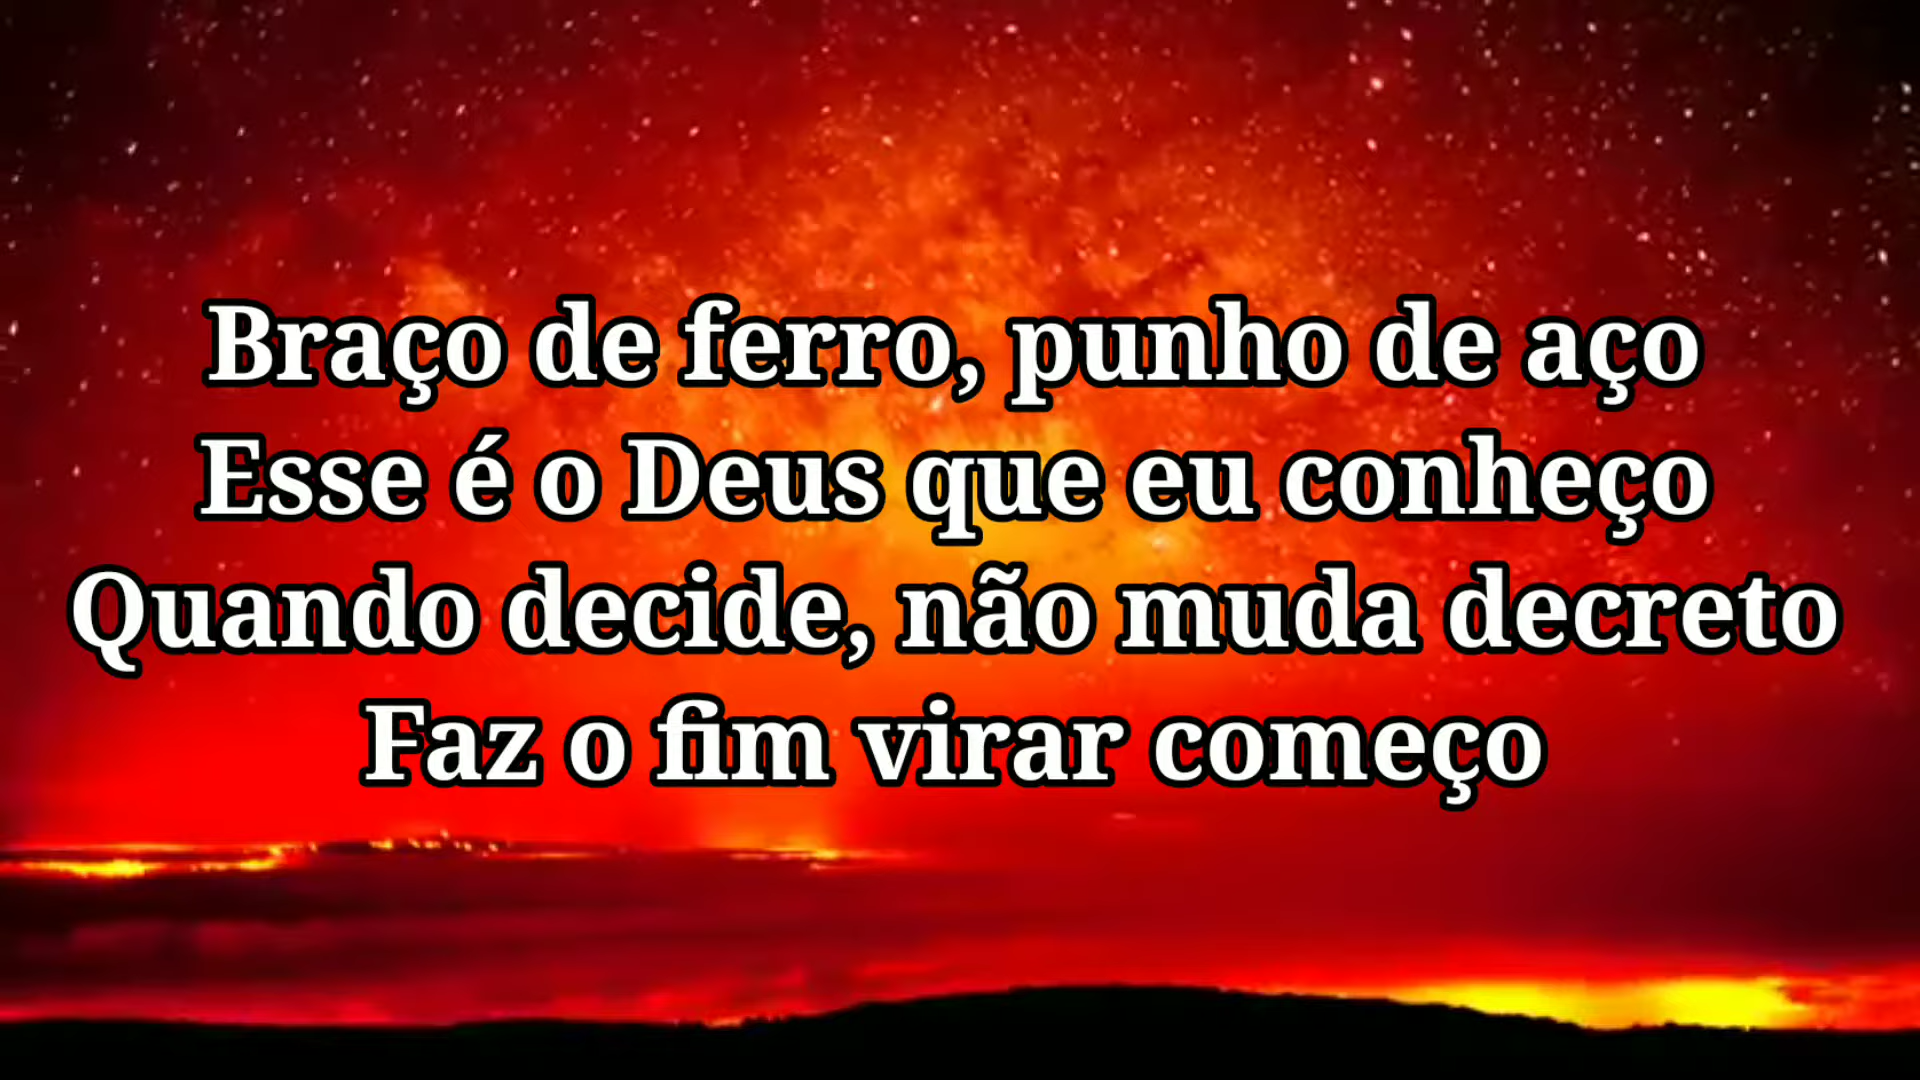 Braço de ferro, punho de aço
Esse é o Deus que eu conheço
Quando decide, não muda decreto
Faz o fim virar começo